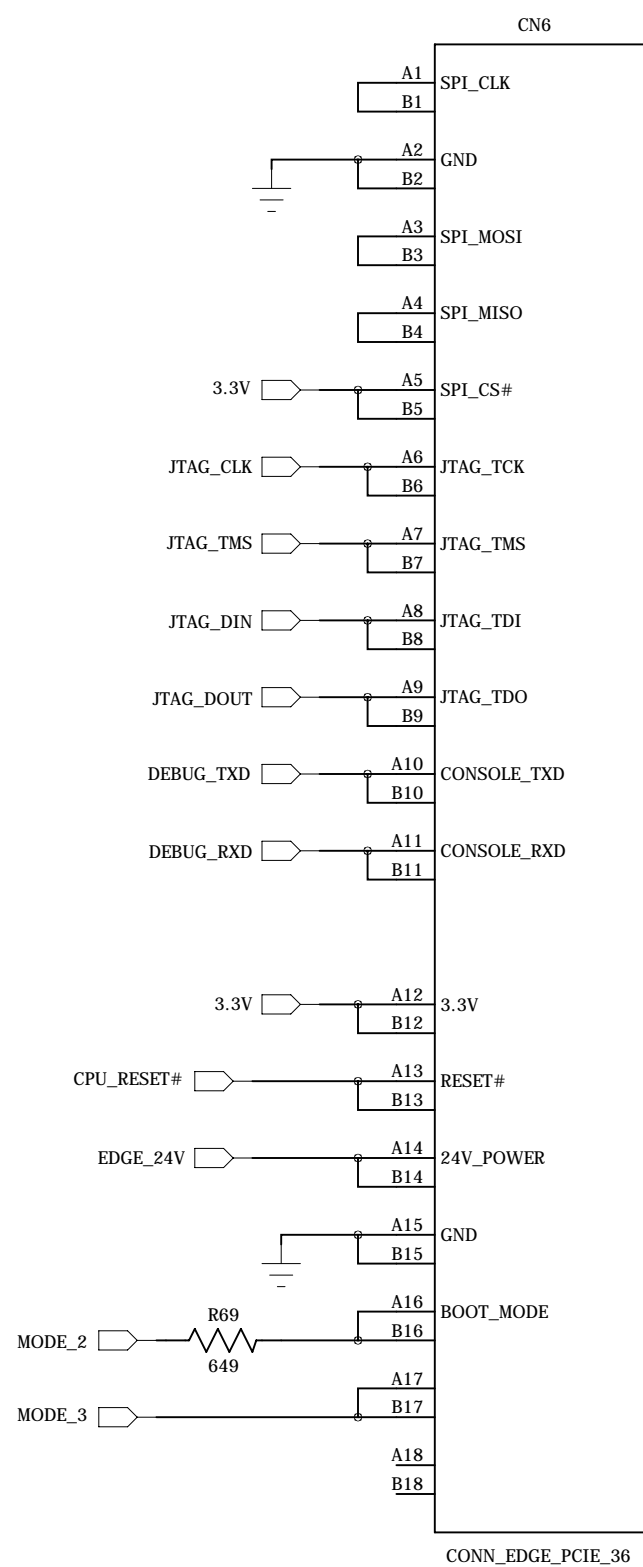 CN6
A1 SPI_CLK
B1
A2 GND
B2
A3 SPI_MOSI
B3
A4 SPI_MISO
B4
3.3V A5 SPI_CS#
B5
JTAG_CLK A6 JTAG_TCK
B6
JTAG_TMS A7 JTAG_TMS
B7
JTAG_DIN A8 JTAG_TDI
B8
JTAG_DOUT A9 JTAG_TDO
B9
DEBUG_TXD A10 CONSOLE_TXD
B10
DEBUG_RXD A11 CONSOLE_RXD
B11
3.3V A12 3.3V
B12
CPU_RESET# A13 RESET#
B13
EDGE_24V A14 24V_POWER
B14
A15 GND
B15
R69 A16 BOOT_MODE
MODE_2 B16
649
A17
MODE_3 B17
A18
B18
CONN_EDGE_PCIE_36